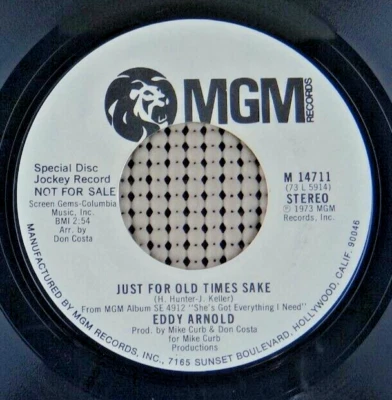 MGM
RECORDS
Special Disc
Jockey Record
NOT FOR SALE
Screen Gems-Columbia
Music, Inc.
BMI 2:54
Arr. by
Don Costa
M 14711
(73 L 5914)
STEREO
℗ 1973 MGM
Records, Inc.
JUST FOR OLD TIMES SAKE
(H. Hunter-J. Keller)
From MGM Album SE 4912 "She's Got Everything I Need"
EDDY ARNOLD
Prod. by Mike Curb & Don Costa
for Mike Curb
Productions
MANUFACTURED BY MGM RECORDS, INC., 7165 SUNSET BOULEVARD, HOLLYWOOD, CALIF. 90046